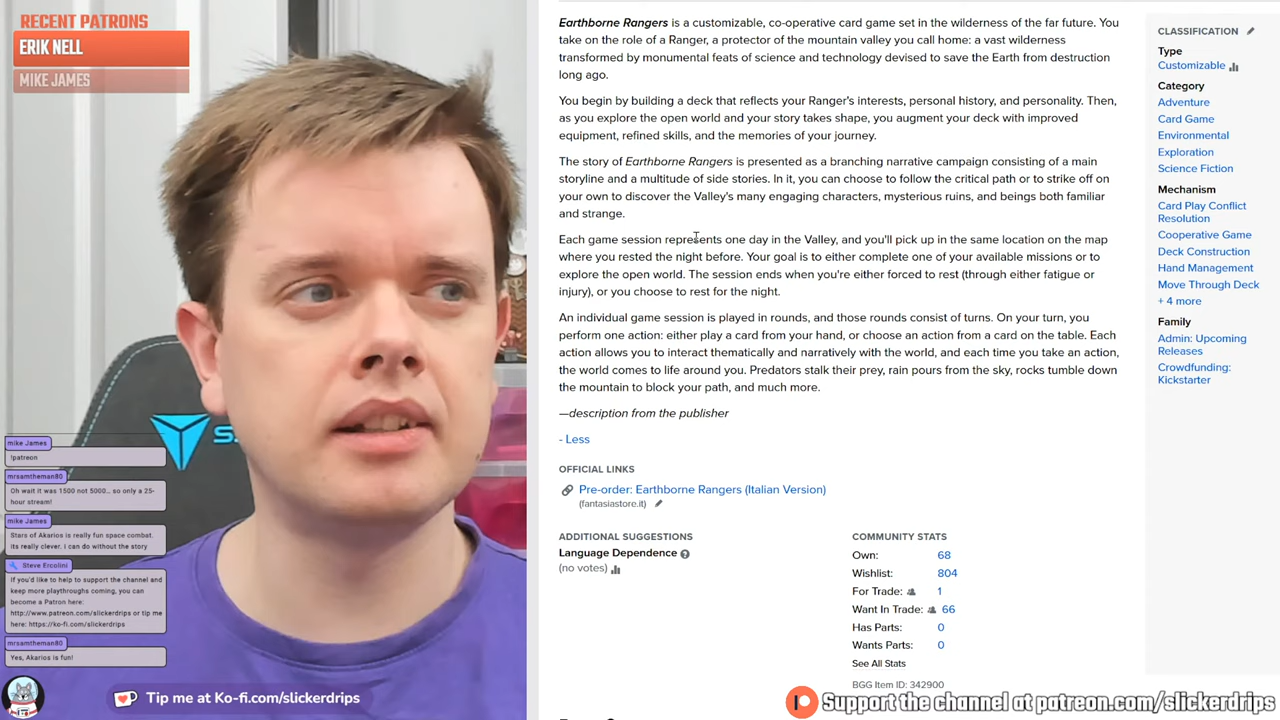 RECENT PATRONS
ERIK NELL
MIKE JAMES
mike James
!patreon
mrsamtheman80
Oh wait it was 1500 not 5000... so only a 25-
hour stream!
mike James
Stars of Akarios is really fun space combat.
its really clever. I can do without the story
Steve Ercolini
If you'd like to help to support the channel and
keep more playthroughs coming, you can
become a Patron here:
http://www.patreon.com/slickerdrips or tip me
here: https://ko-fi.com/slickerdrips
mrsamtheman80
Yes, Akarios is fun!
Tip me at Ko-fi.com/slickerdrips
Earthborne Rangers is a customizable, co-operative card game set in the wilderness of the far future. You
take on the role of a Ranger, a protector of the mountain valley you call home: a vast wilderness
transformed by monumental feats of science and technology devised to save the Earth from destruction
long ago.
You begin by building a deck that reflects your Ranger's interests, personal history, and personality. Then,
as you explore the open world and your story takes shape, you augment your deck with improved
equipment, refined skills, and the memories of your journey.
The story of Earthborne Rangers is presented as a branching narrative campaign consisting of a main
storyline and a multitude of side stories. In it, you can choose to follow the critical path or to strike off on
your own to discover the Valley's many engaging characters, mysterious ruins, and beings both familiar
and strange.
Each game session represents one day in the Valley, and you'll pick up in the same location on the map
where you rested the night before. Your goal is to either complete one of your available missions or to
explore the open world. The session ends when you're either forced to rest (through either fatigue or
injury), or you choose to rest for the night.
An individual game session is played in rounds, and those rounds consist of turns. On your turn, you
perform one action: either play a card from your hand, or choose an action from a card on the table. Each
action allows you to interact thematically and narratively with the world, and each time you take an action,
the world comes to life around you. Predators stalk their prey, rain pours from the sky, rocks tumble down
the mountain to block your path, and much more.
—description from the publisher
- Less
OFFICIAL LINKS
Pre-order: Earthborne Rangers (Italian Version)
(fantasiastore.it)
ADDITIONAL SUGGESTIONS
Language Dependence
(no votes)
COMMUNITY STATS
Own: 68
Wishlist: 804
For Trade: 1
Want In Trade: 66
Has Parts: 0
Wants Parts: 0
See All Stats
BGG Item ID: 342900
CLASSIFICATION
Type
Customizable
Category
Adventure
Card Game
Environmental
Exploration
Science Fiction
Mechanism
Card Play Conflict
Resolution
Cooperative Game
Deck Construction
Hand Management
Move Through Deck
+ 4 more
Family
Admin: Upcoming
Releases
Crowdfunding:
Kickstarter
Support the channel at patreon.com/slickerdrips